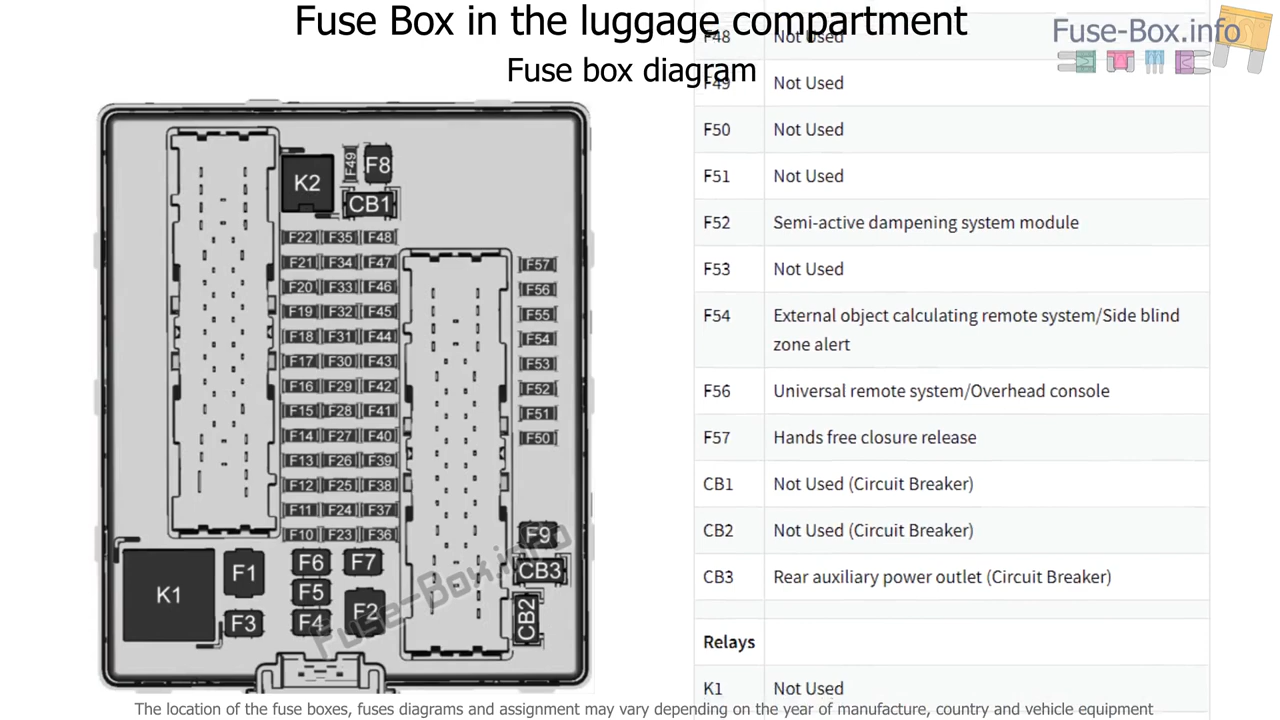 Fuse Box in the luggage compartment
Fuse box diagram
Fuse-Box.info
K2 F49 F8
CB1
F22 F35 F48
F21 F34 F47
F20 F33 F46
F19 F32 F45
F18 F31 F44
F17 F30 F43
F16 F29 F42
F15 F28 F41
F14 F27 F40
F13 F26 F39
F12 F25 F38
F11 F24 F37
F10 F23 F36
F57
F56
F55
F54
F53
F52
F51
F50
F9
CB3
CB2
K1 F1 F6 F7
F5
F3 F4 F2
Fuse-Box.info
F48 Not Used
F49 Not Used
F50 Not Used
F51 Not Used
F52 Semi-active dampening system module
F53 Not Used
F54 External object calculating remote system/Side blind
zone alert
F56 Universal remote system/Overhead console
F57 Hands free closure release
CB1 Not Used (Circuit Breaker)
CB2 Not Used (Circuit Breaker)
CB3 Rear auxiliary power outlet (Circuit Breaker)
Relays
K1 Not Used
The location of the fuse boxes, fuses diagrams and assignment may vary depending on the year of manufacture, country and vehicle equipment